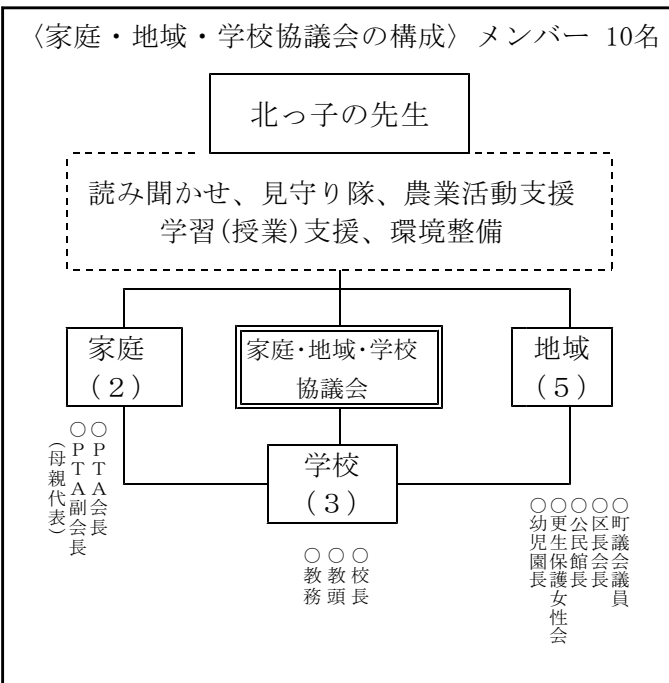 〈家庭・地域・学校協議会の構成〉メンバー 10名
北っ子の先生
読み聞かせ、見守り隊、農業活動支援
学習(授業)支援、環境整備
家庭
(２)
家庭・地域・学校
協議会
地域
(５)
学校
(３)
○ＰＴＡ会長
○ＰＴＡ副会長
(母親代表)
○校長
○教頭
○教務
○町議会議員
○区長会長
○公民館長
○更生保護女性会
○幼児園長